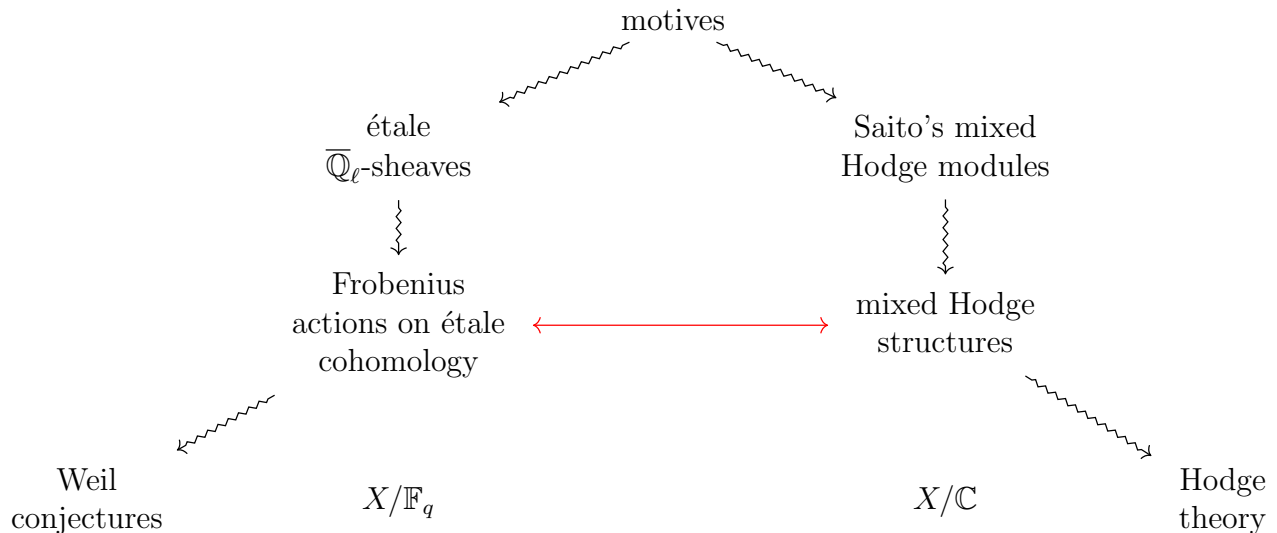 motives
étale
$\overline{\mathbb{Q}}_\ell$-sheaves
Saito's mixed
Hodge modules
Frobenius
actions on étale
cohomology
mixed Hodge
structures
Weil
conjectures
$X/\mathbb{F}_q$
$X/\mathbb{C}$
Hodge
theory